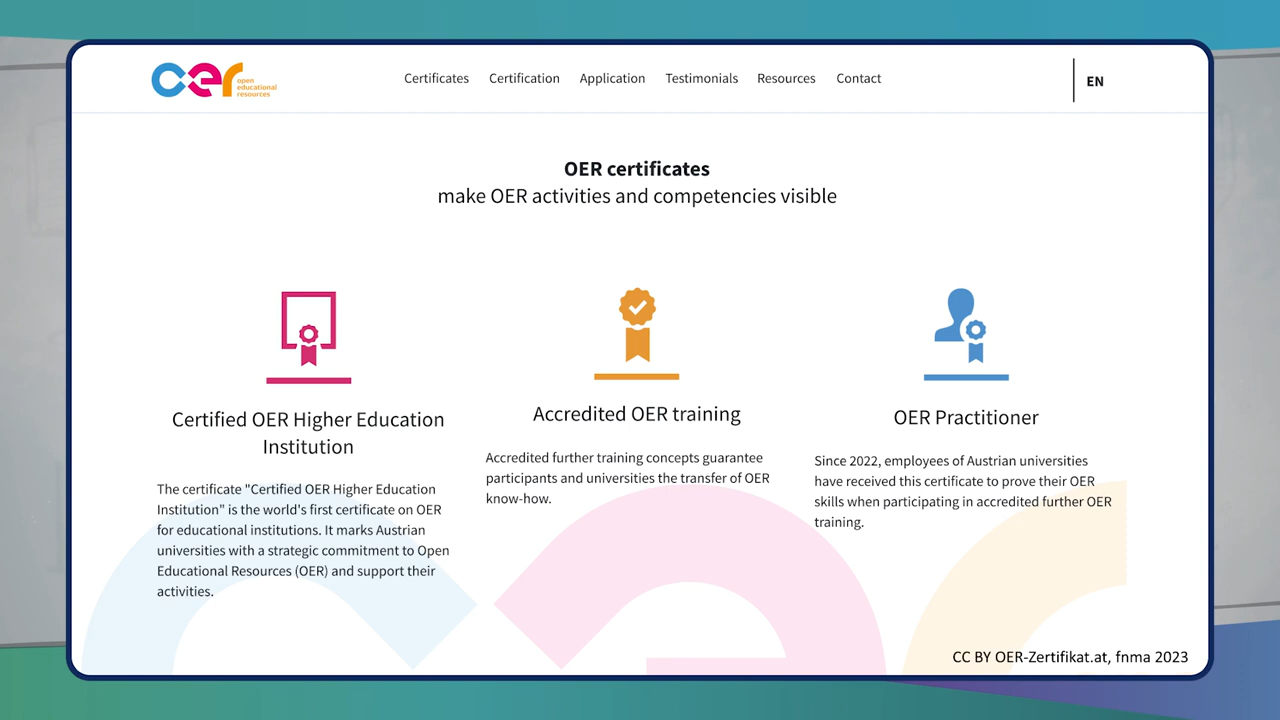 oer
open
educational
resources
Certificates Certification Application Testimonials Resources Contact
EN
OER certificates
make OER activities and competencies visible
Certified OER Higher Education
Institution
The certificate "Certified OER Higher Education
Institution" is the world's first certificate on OER
for educational institutions. It marks Austrian
universities with a strategic commitment to Open
Educational Resources (OER) and support their
activities.
Accredited OER training
Accredited further training concepts guarantee
participants and universities the transfer of OER
know-how.
OER Practitioner
Since 2022, employees of Austrian universities
have received this certificate to prove their OER
skills when participating in accredited further OER
training.
CC BY OER-Zertifikat.at, fnma 2023